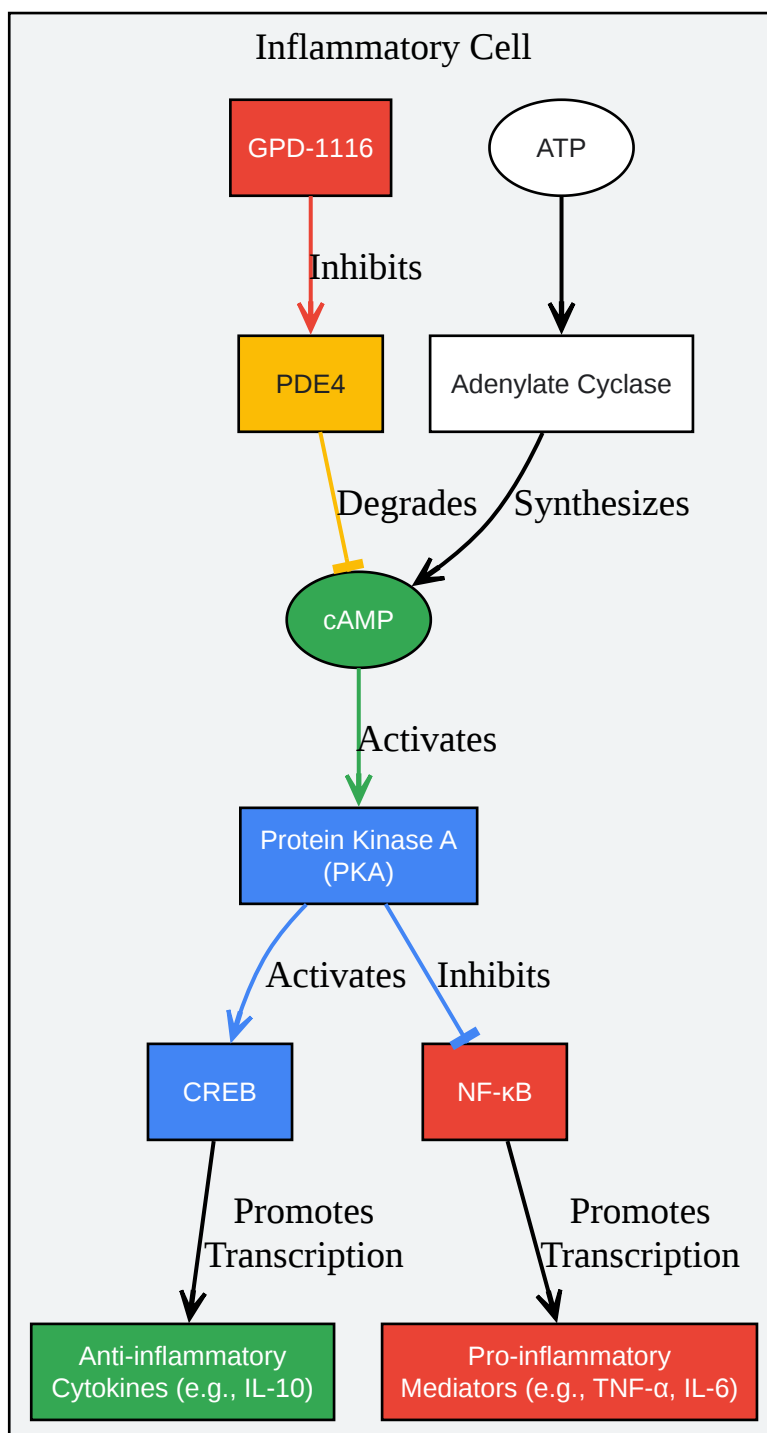 Inflammatory Cell
GPD-1116
ATP
Inhibits
PDE4
Adenylate Cyclase
Degrades
Synthesizes
cAMP
Activates
Protein Kinase A
(PKA)
Activates
Inhibits
CREB
NF-κB
Promotes
Transcription
Promotes
Transcription
Anti-inflammatory
Cytokines (e.g., IL-10)
Pro-inflammatory
Mediators (e.g., TNF-α, IL-6)